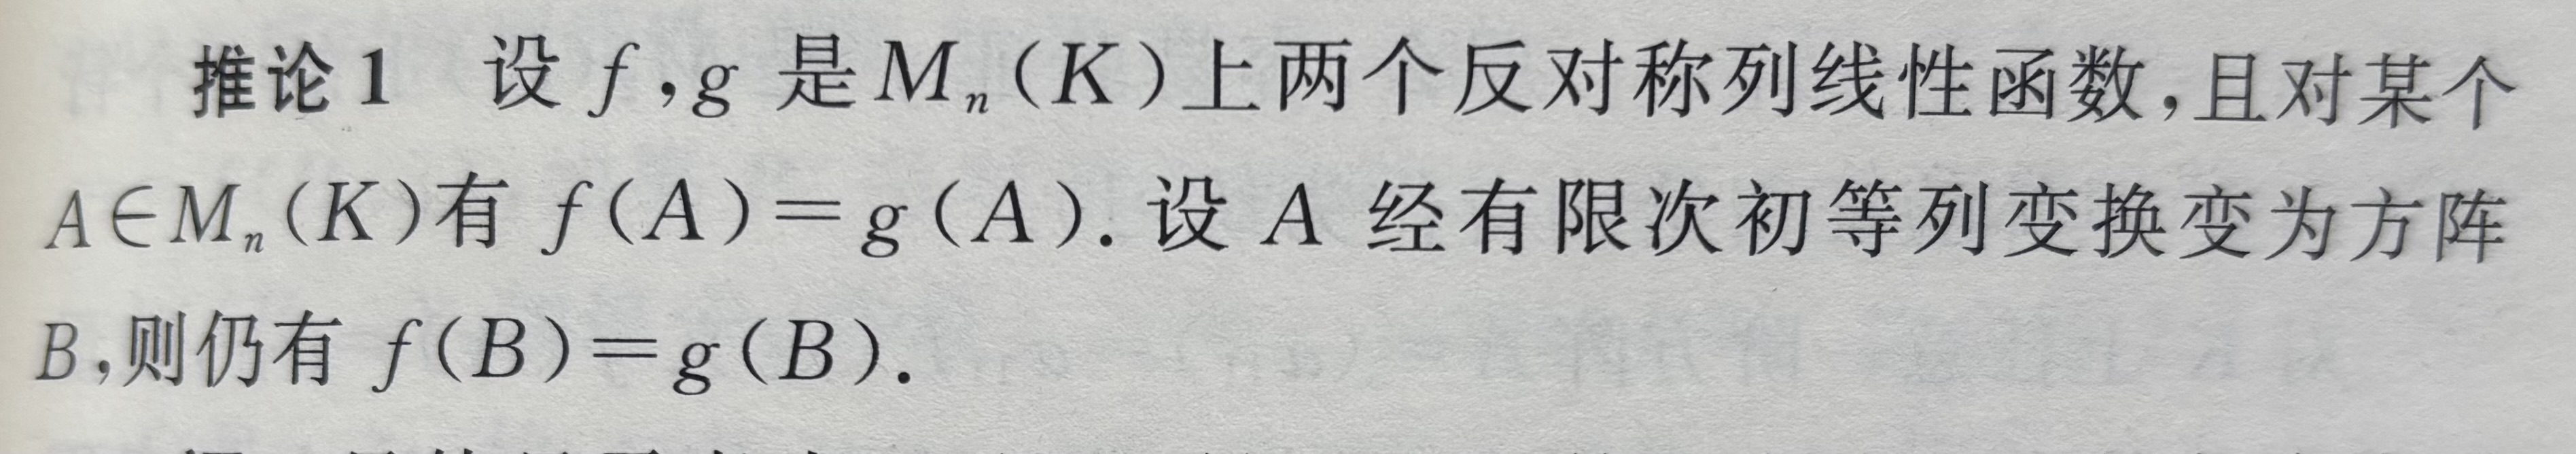 推论1 设 f,g 是 Mₙ(K)上两个反对称列线性函数,且对某个
A∈Mₙ(K)有 f(A)=g(A). 设 A 经有限次初等列变换变为方阵
B,则仍有 f(B)=g(B).